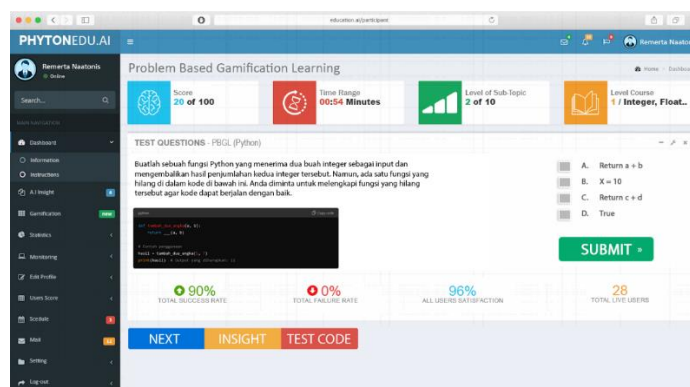 education.ai/participant
PHYTONEDU.AI
Remerta Naatonis
Remerta Naatonis
Online
Search...
MAIN NAVIGATION
Dashboard
Information
Instructions
A.I Insight
Gamification
new
Statistics
Monitoring
Edit Profile
Users Score
Mail
Setting
Log out
Problem Based Gamification Learning
Home
Score
20 of 100
Time Range
00:54 Minutes
Level of Sub-Topic
2 of 10
Level Course
1 / Integer, Float..
TEST QUESTIONS - PBGL (Python)
Buatlah sebuah fungsi Python yang menerima dua buah integer sebagai input dan
mengembalikan hasil penjumlahan kedua integer tersebut. Namun, ada satu fungsi yang
hilang di dalam kode di bawah ini. Anda diminta untuk melengkapi fungsi yang hilang
tersebut agar kode dapat berjalan dengan baik.
A. Return a + b
B. X = 10
C. Return c + d
D. True
SUBMIT »
90%
TOTAL SUCCESS RATE
0%
TOTAL FAILURE RATE
96%
ALL USERS SATISFACTION
28
TOTAL LIVE USERS
NEXT
INSIGHT
TEST CODE